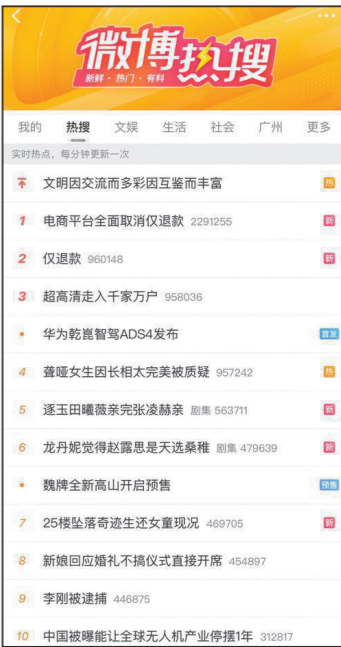 微博热搜
新鲜·热门·有料
我的 热搜 文娱 生活 社会 广州 更多
实时热点，每分钟更新一次
文明因交流而多彩因互鉴而丰富 热
1 电商平台全面取消仅退款 2291255 新
2 仅退款 960148 新
3 超高清走入千家万户 958036
华为乾崑智驾ADS4发布 首发
4 聋哑女生因长相太完美被质疑 957242 热
5 逐玉田曦薇亲完张凌赫亲 剧集 563711 新
6 龙丹妮觉得赵露思是天选桑稚 剧集 479639 新
魏牌全新高山开启预售 预售
7 25楼坠落奇迹生还女童现况 469705 新
8 新娘回应婚礼不搞仪式直接开席 454897
9 李刚被逮捕 446875
10 中国被曝能让全球无人机产业停摆1年 312817